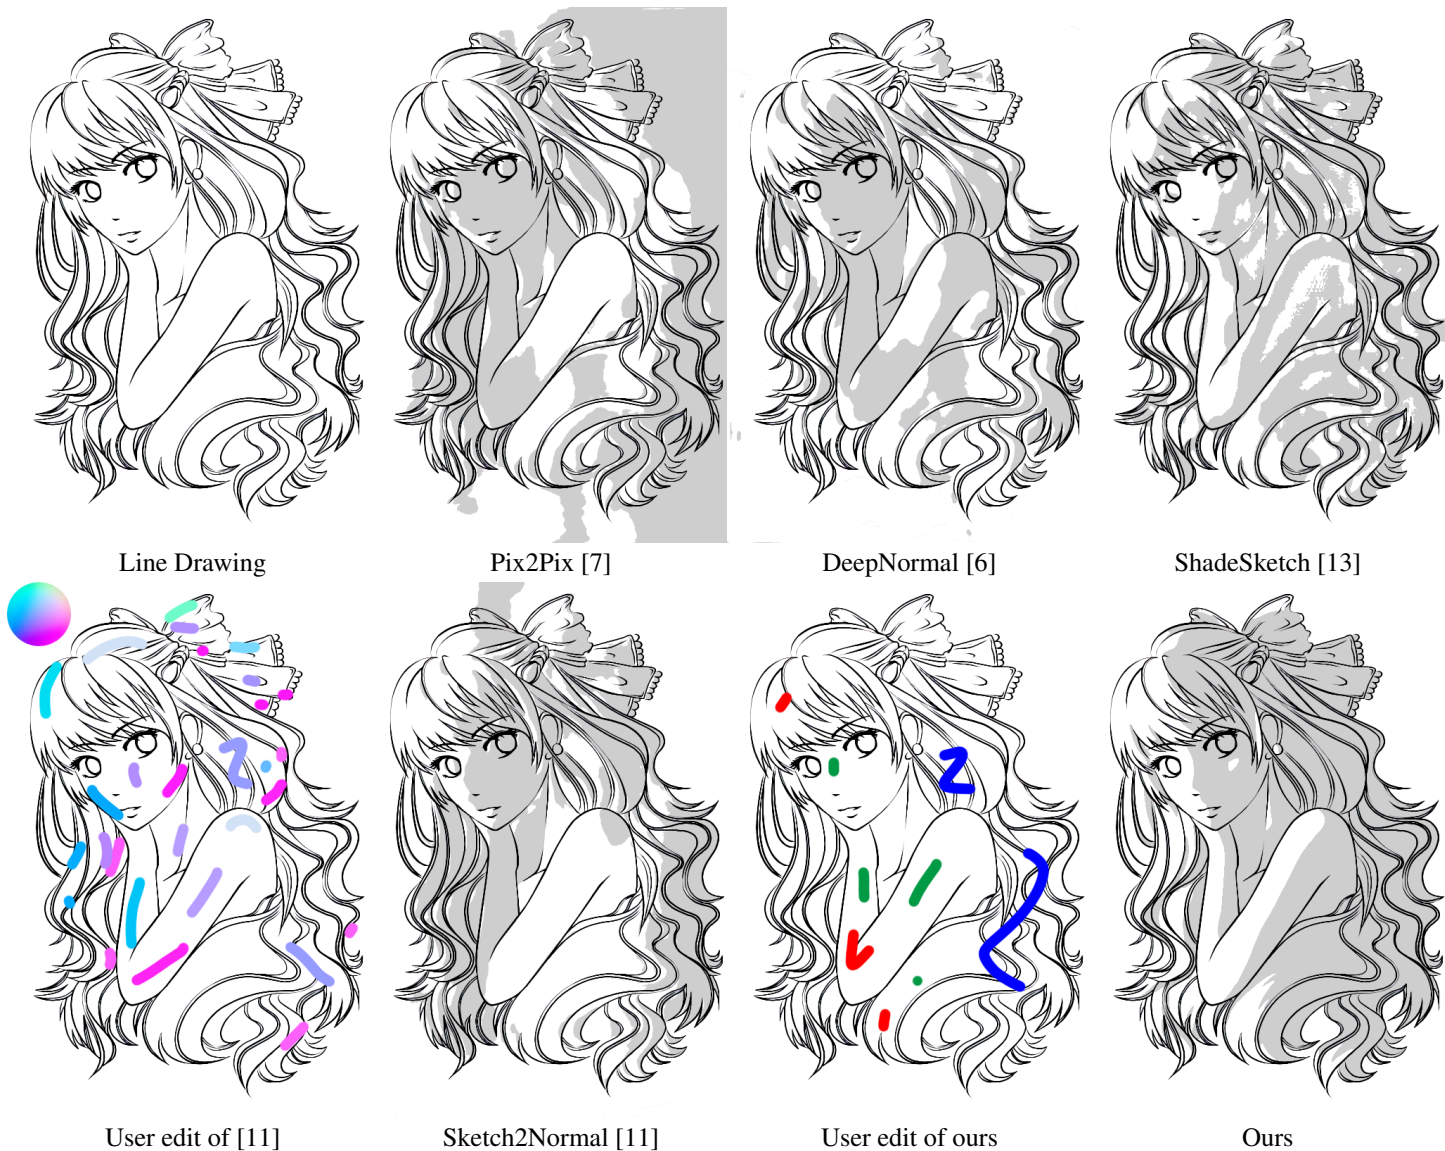 Line Drawing
Pix2Pix [7]
DeepNormal [6]
ShadeSketch [13]
User edit of [11]
Sketch2Normal [11]
User edit of ours
Ours